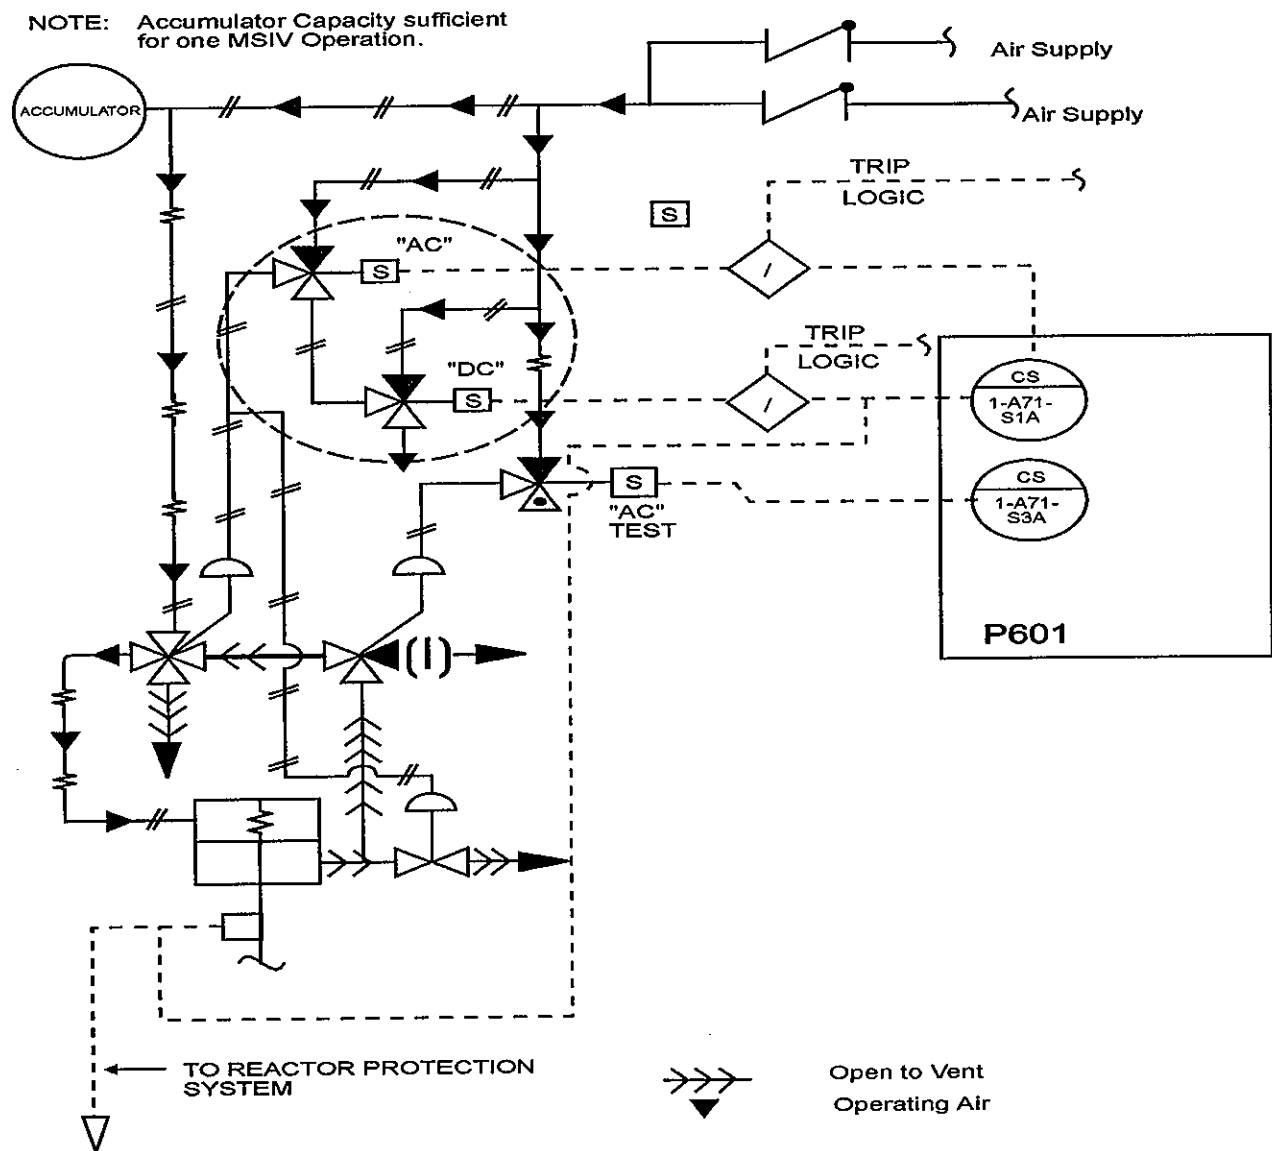 NOTE: Accumulator Capacity sufficient
for one MSIV Operation.
Air Supply
ACCUMULATOR
Air Supply
TRIP
LOGIC
S
"AC"
S
TRIP
LOGIC
"DC"
S
CS
1-A71-
S1A
S
"AC"
TEST
CS
1-A71-
S3A
P601
(I)
TO REACTOR PROTECTION
SYSTEM
Open to Vent
Operating Air